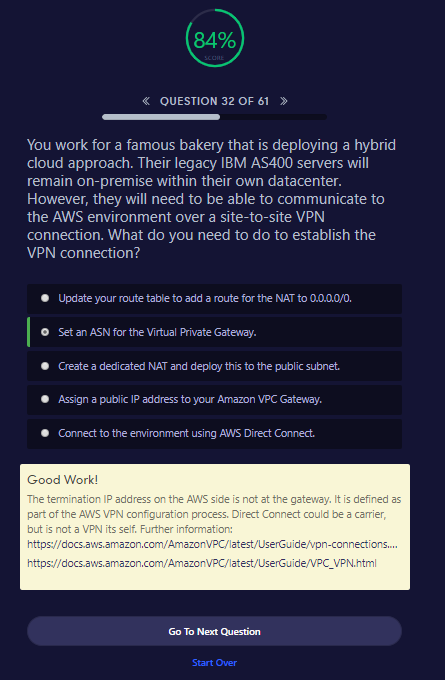 84%
SCORE
« QUESTION 32 OF 61 »
You work for a famous bakery that is deploying a hybrid
cloud approach. Their legacy IBM AS400 servers will
remain on-premise within their own datacenter.
However, they will need to be able to communicate to
the AWS environment over a site-to-site VPN
connection. What do you need to do to establish the
VPN connection?
Update your route table to add a route for the NAT to 0.0.0.0/0.
Set an ASN for the Virtual Private Gateway.
Create a dedicated NAT and deploy this to the public subnet.
Assign a public IP address to your Amazon VPC Gateway.
Connect to the environment using AWS Direct Connect.
Good Work!
The termination IP address on the AWS side is not at the gateway. It is defined as
part of the AWS VPN configuration process. Direct Connect could be a carrier,
but is not a VPN its self. Further information:
https://docs.aws.amazon.com/AmazonVPC/latest/UserGuide/vpn-connections....
https://docs.aws.amazon.com/AmazonVPC/latest/UserGuide/VPC_VPN.html
Go To Next Question
Start Over